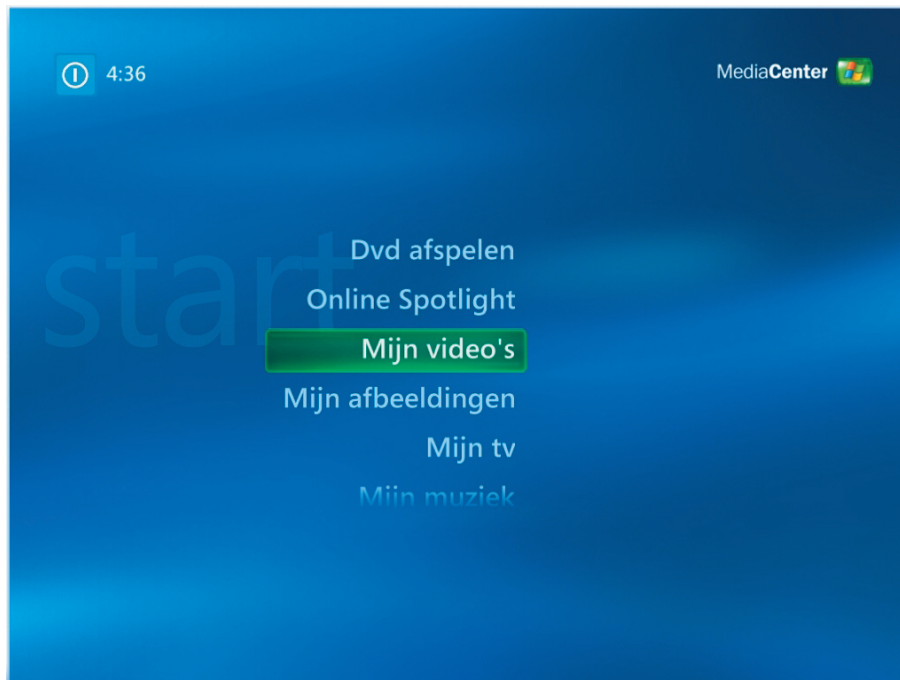 4:36
MediaCenter
start
Dvd afspelen
Online Spotlight
Mijn video's
Mijn afbeeldingen
Mijn tv
Mijn muziek